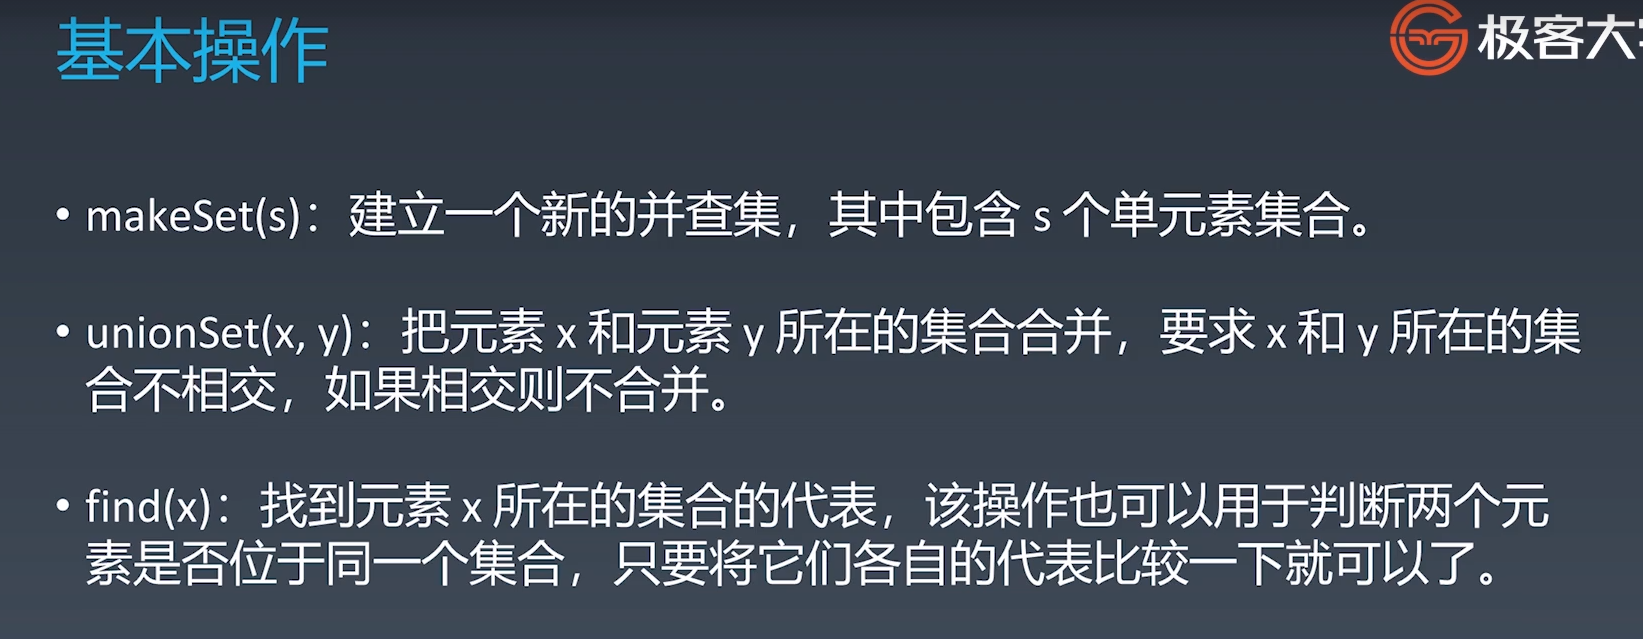 基本操作
极客大
• makeSet(s)：建立一个新的并查集，其中包含 s 个单元素集合。
• unionSet(x, y)：把元素 x 和元素 y 所在的集合合并，要求 x 和 y 所在的集
合不相交，如果相交则不合并。
• find(x)：找到元素 x 所在的集合的代表，该操作也可以用于判断两个元
素是否位于同一个集合，只要将它们各自的代表比较一下就可以了。